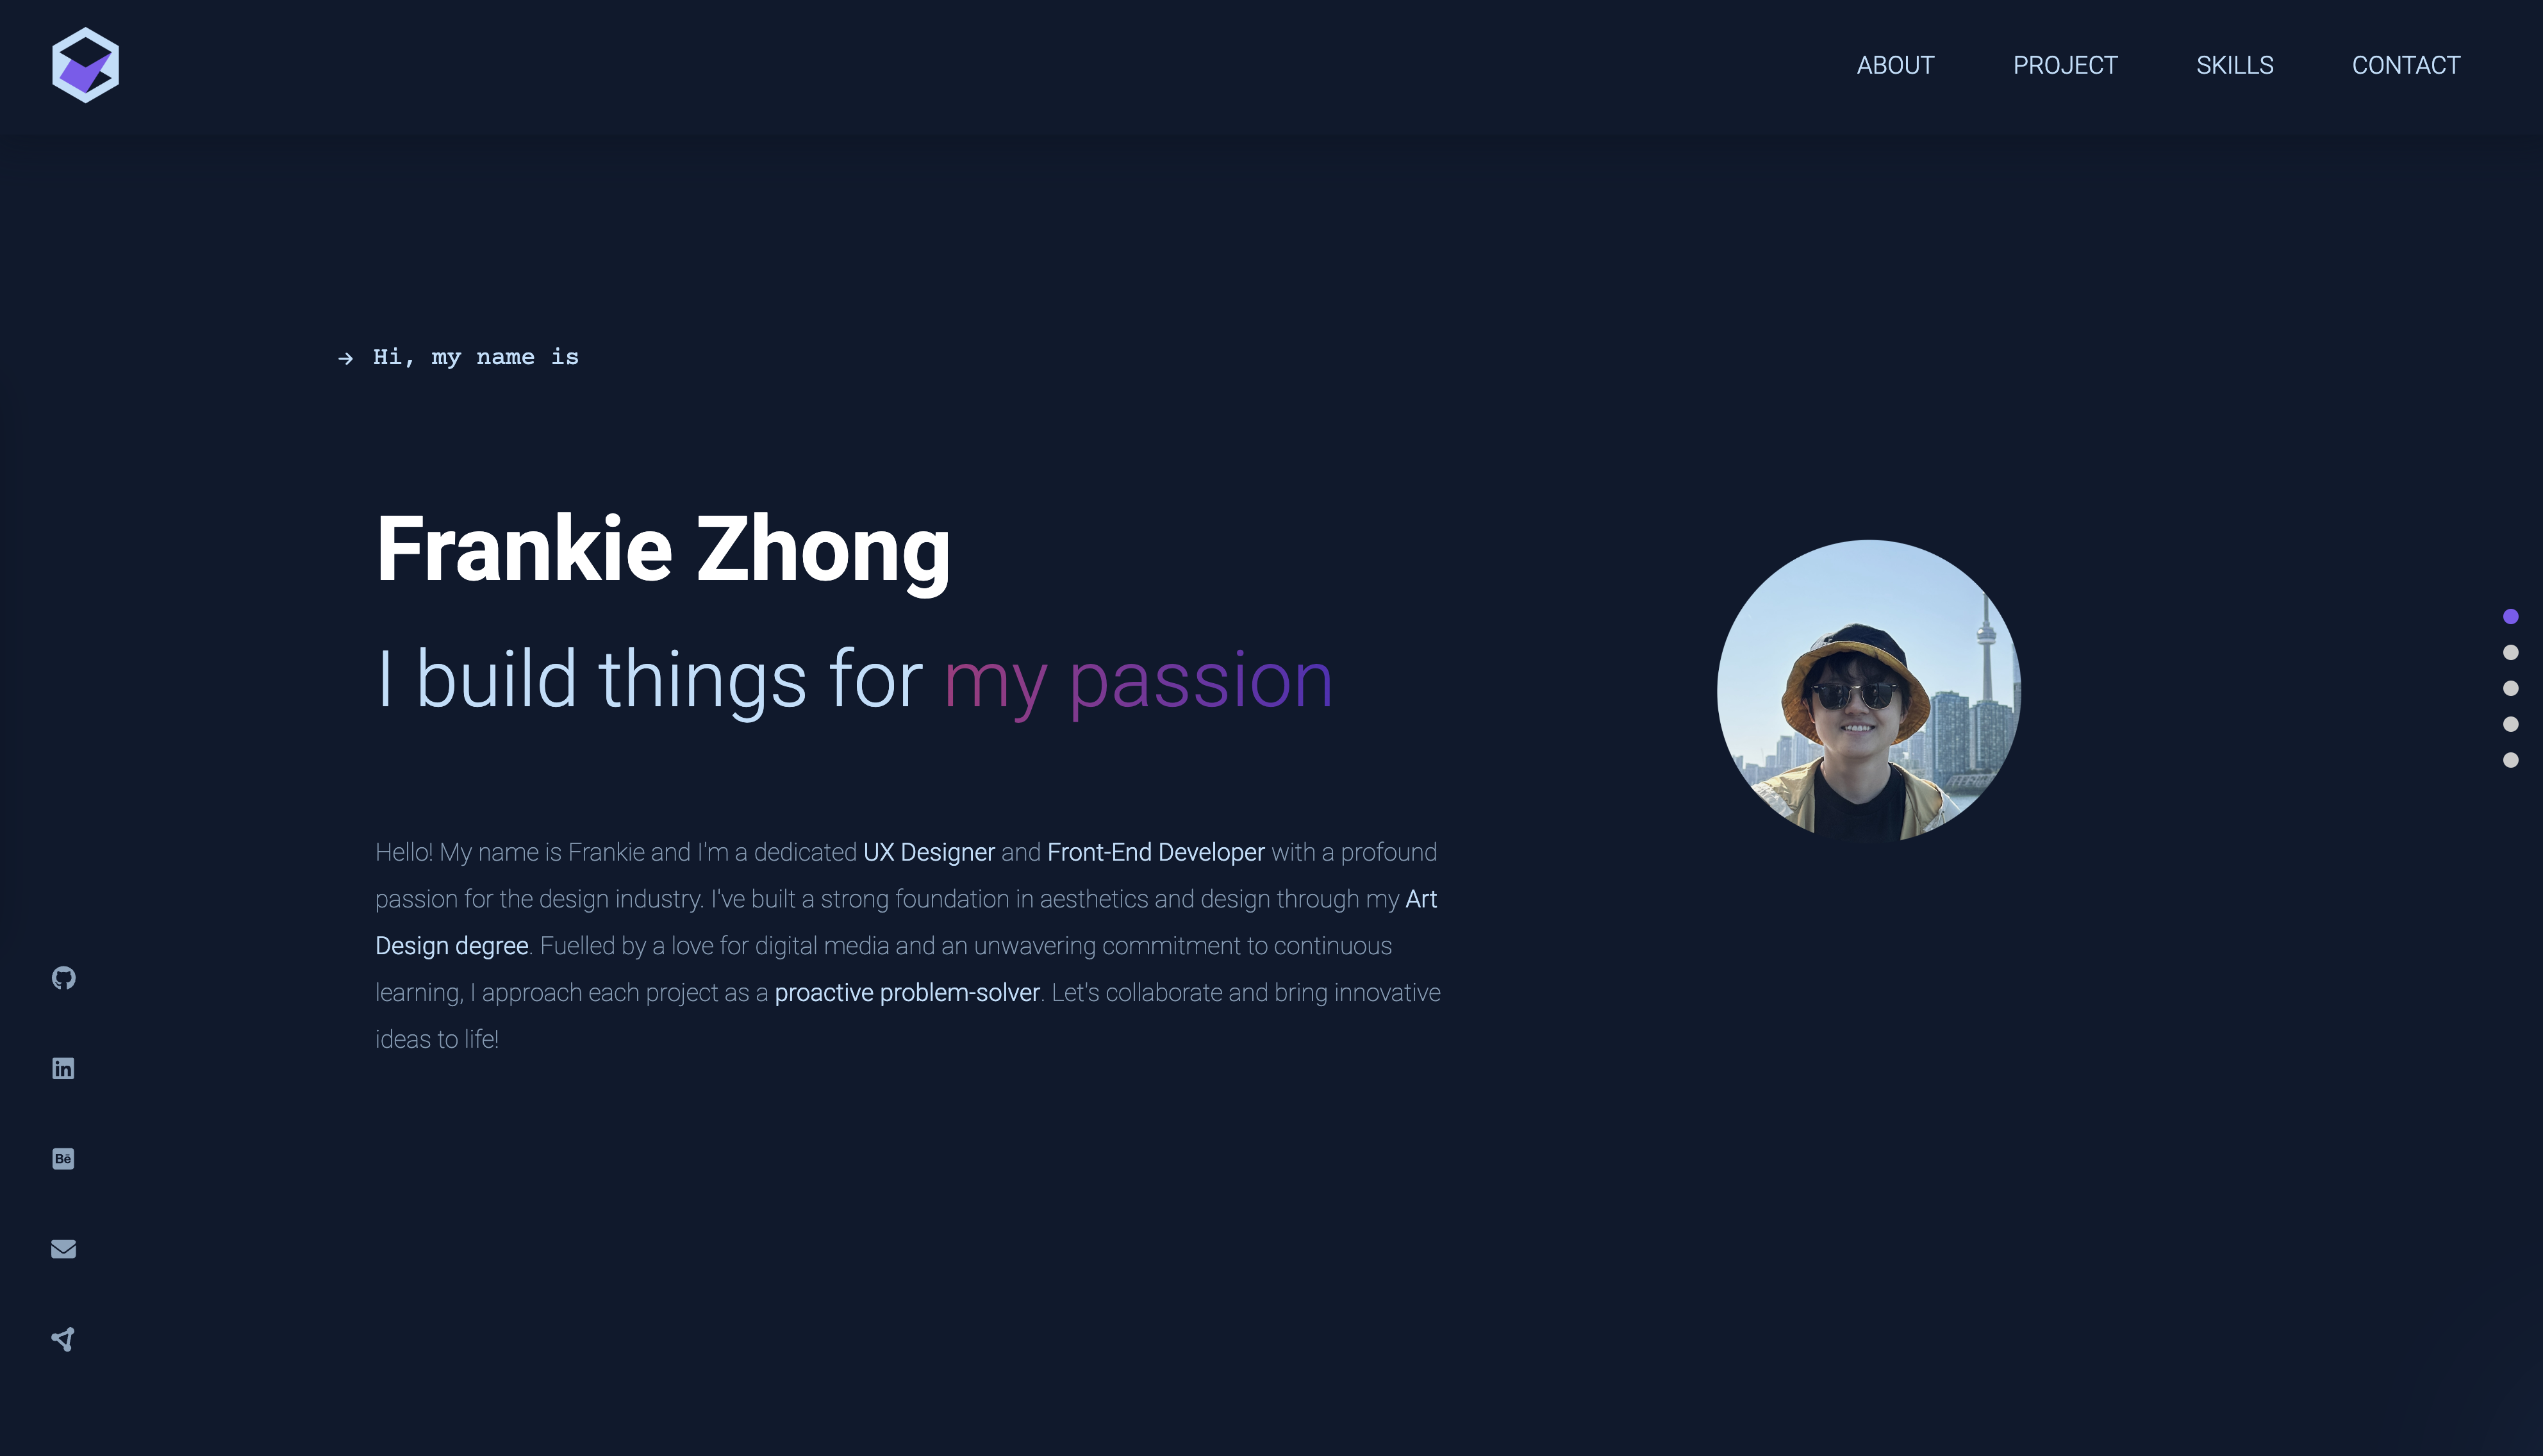 ABOUT PROJECT SKILLS CONTACT
→ Hi, my name is
Frankie Zhong
I build things for my passion
Hello! My name is Frankie and I'm a dedicated UX Designer and Front-End Developer with a profound
passion for the design industry. I've built a strong foundation in aesthetics and design through my Art
Design degree. Fuelled by a love for digital media and an unwavering commitment to continuous
learning, I approach each project as a proactive problem-solver. Let's collaborate and bring innovative
ideas to life!
in
Bē